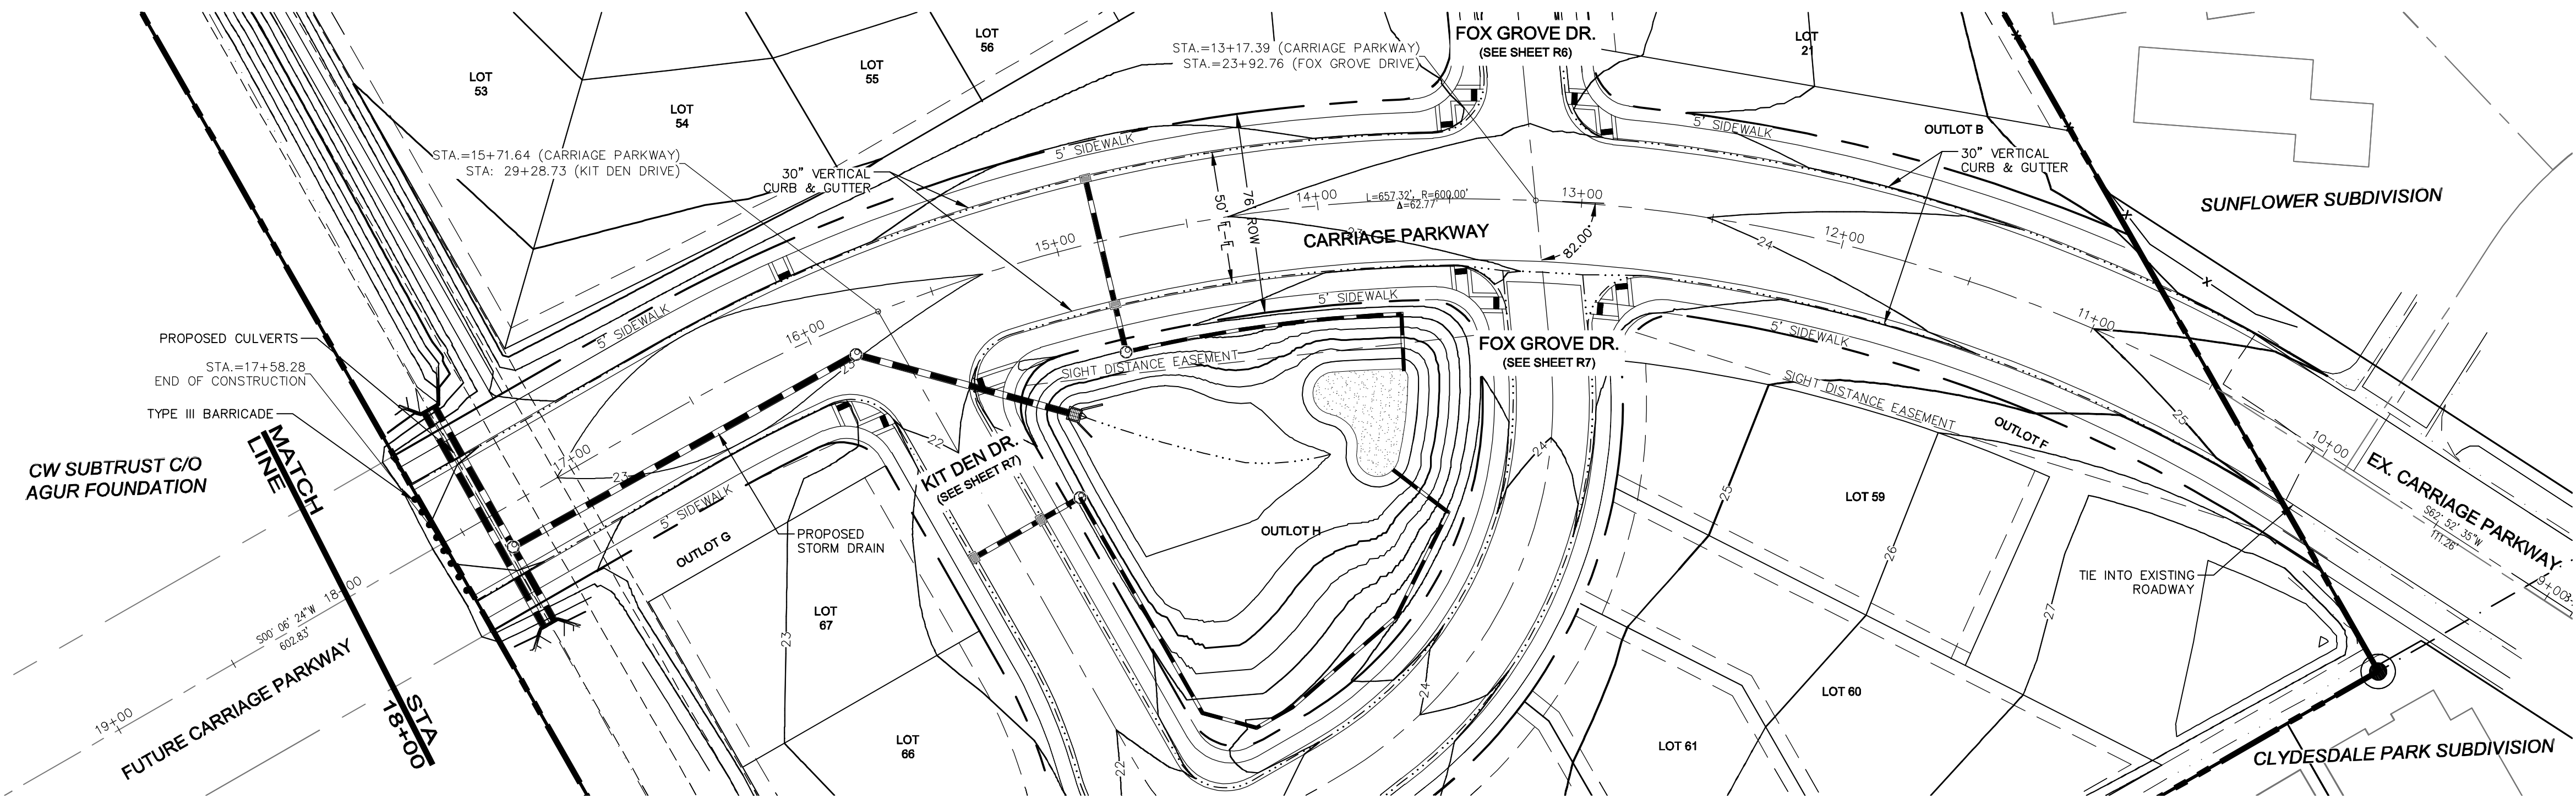 LOT
53
LOT
54
LOT
55
LOT
56
STA.=13+17.39 (CARRIAGE PARKWAY)
STA.=23+92.76 (FOX GROVE DRIVE)
FOX GROVE DR.
(SEE SHEET R6)
LOT
21
STA.=15+71.64 (CARRIAGE PARKWAY)
STA: 29+28.73 (KIT DEN DRIVE)
30" VERTICAL
CURB & GUTTER
5' SIDEWALK
5' SIDEWALK
OUTLOT B
30" VERTICAL
CURB & GUTTER
SUNFLOWER SUBDIVISION
50' F-F
76' ROW
14+00
L=657.32', R=600.00'
Δ=62.77°
13+00
CARRIAGE PARKWAY
23
82.00°
15+00
24
12+00
11+00
16+00
5' SIDEWALK
5' SIDEWALK
5' SIDEWALK
PROPOSED CULVERTS
STA.=17+58.28
END OF CONSTRUCTION
TYPE III BARRICADE
SIGHT DISTANCE EASEMENT
FOX GROVE DR.
(SEE SHEET R7)
SIGHT DISTANCE EASEMENT
OUTLOT F
25
10+00
EX. CARRIAGE PARKWAY
S62° 52' 35"W
111.26'
9+00
23
22
KIT DEN DR.
(SEE SHEET R7)
24
MATCH
LINE
CW SUBTRUST C/O
AGUR FOUNDATION
17+00
23
5' SIDEWALK
OUTLOT G
PROPOSED
STORM DRAIN
OUTLOT H
25
LOT 59
26
27
TIE INTO EXISTING
ROADWAY
18+00
S00° 06' 24"W
602.83'
19+00
FUTURE CARRIAGE PARKWAY
STA
18+00
23
LOT
67
LOT
66
22
24
LOT 60
LOT 61
CLYDESDALE PARK SUBDIVISION